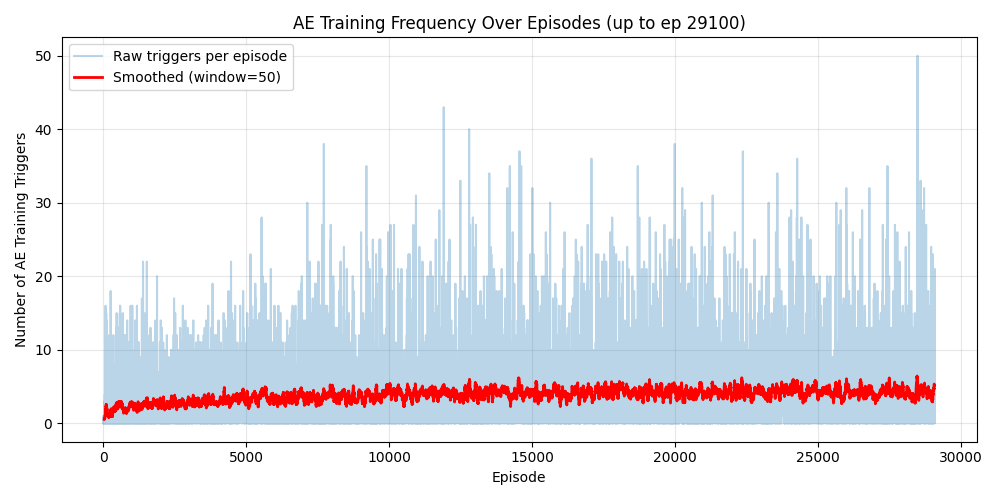 AE Training Frequency Over Episodes (up to ep 29100)
Raw triggers per episode
Smoothed (window=50)
Number of AE Training Triggers
50
40
30
20
10
0
0 5000 10000 15000 20000 25000 30000
Episode